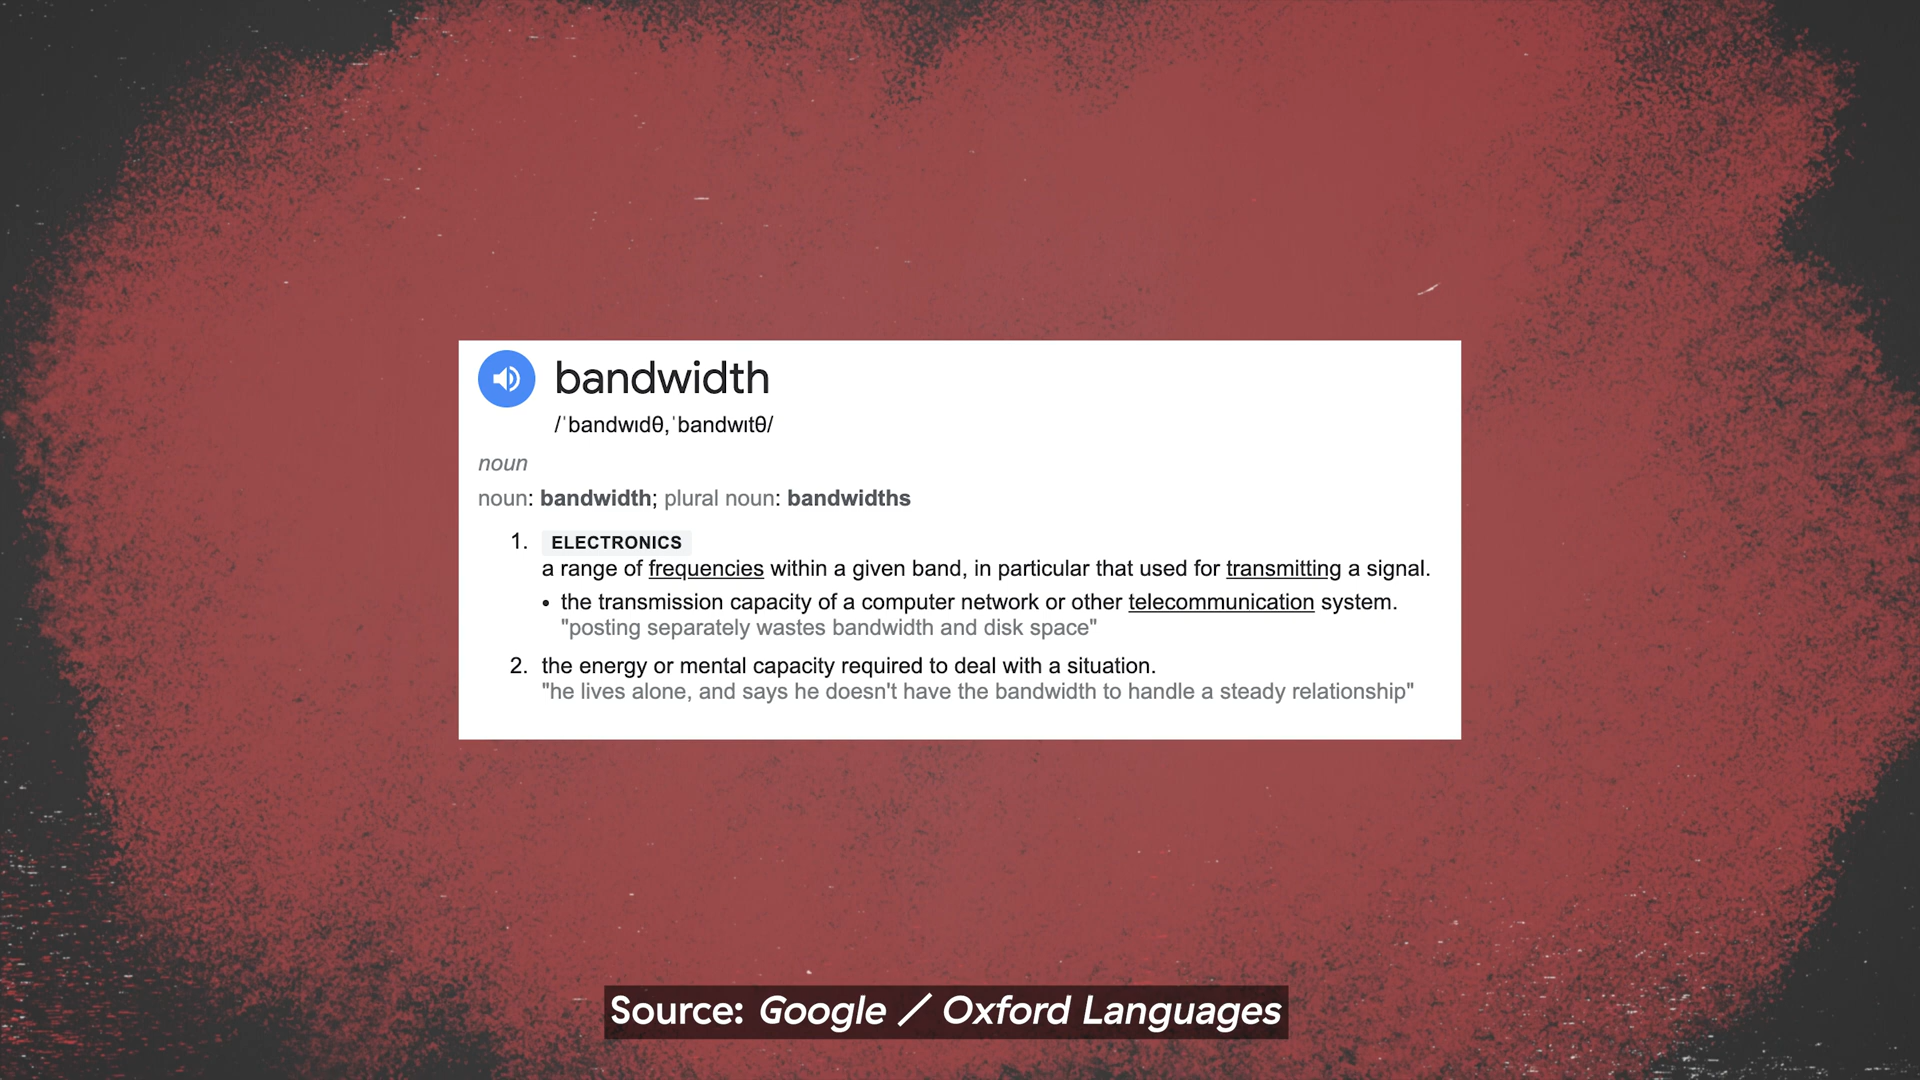 bandwidth
/ˈbandwɪdθ,ˈbandwɪtθ/
noun
noun: bandwidth; plural noun: bandwidths
1. ELECTRONICS
a range of frequencies within a given band, in particular that used for transmitting a signal.
• the transmission capacity of a computer network or other telecommunication system.
"posting separately wastes bandwidth and disk space"
2. the energy or mental capacity required to deal with a situation.
"he lives alone, and says he doesn't have the bandwidth to handle a steady relationship"
Source: Google / Oxford Languages